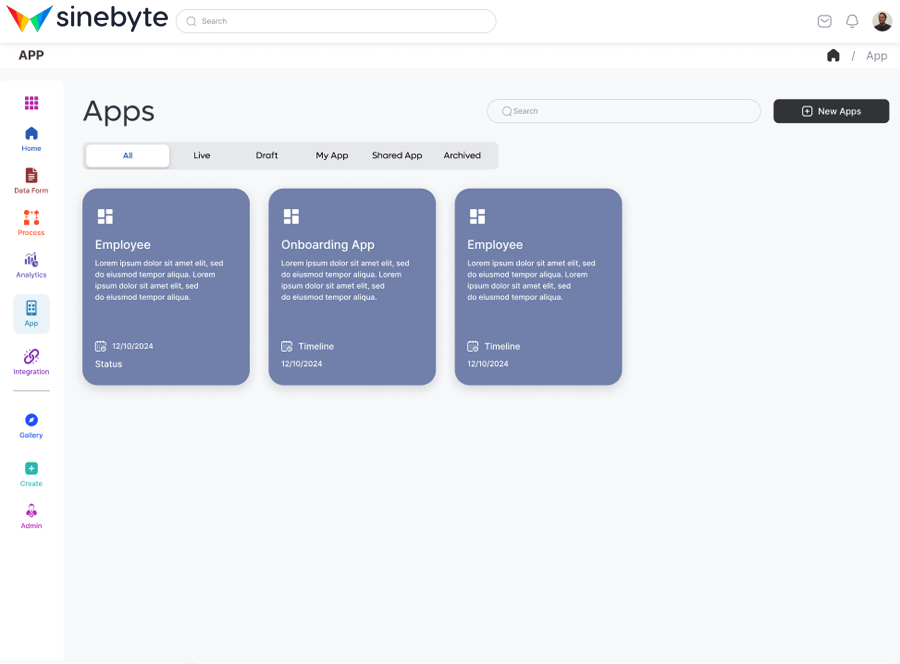 sinebyte
Search
APP
/ App
Home
Data Form
Process
Analytics
App
Integration
Gallery
Create
Admin
Apps
Search
New Apps
All
Live
Draft
My App
Shared App
Archived
Employee
Lorem ipsum dolor sit amet elit, sed
do eiusmod tempor aliqua. Lorem
ipsum dolor sit amet elit, sed
do eiusmod tempor aliqua.
12/10/2024
Status
Onboarding App
Lorem ipsum dolor sit amet elit, sed
do eiusmod tempor aliqua. Lorem
ipsum dolor sit amet elit, sed
do eiusmod tempor aliqua.
Timeline
12/10/2024
Employee
Lorem ipsum dolor sit amet elit, sed
do eiusmod tempor aliqua. Lorem
ipsum dolor sit amet elit, sed
do eiusmod tempor aliqua.
Timeline
12/10/2024